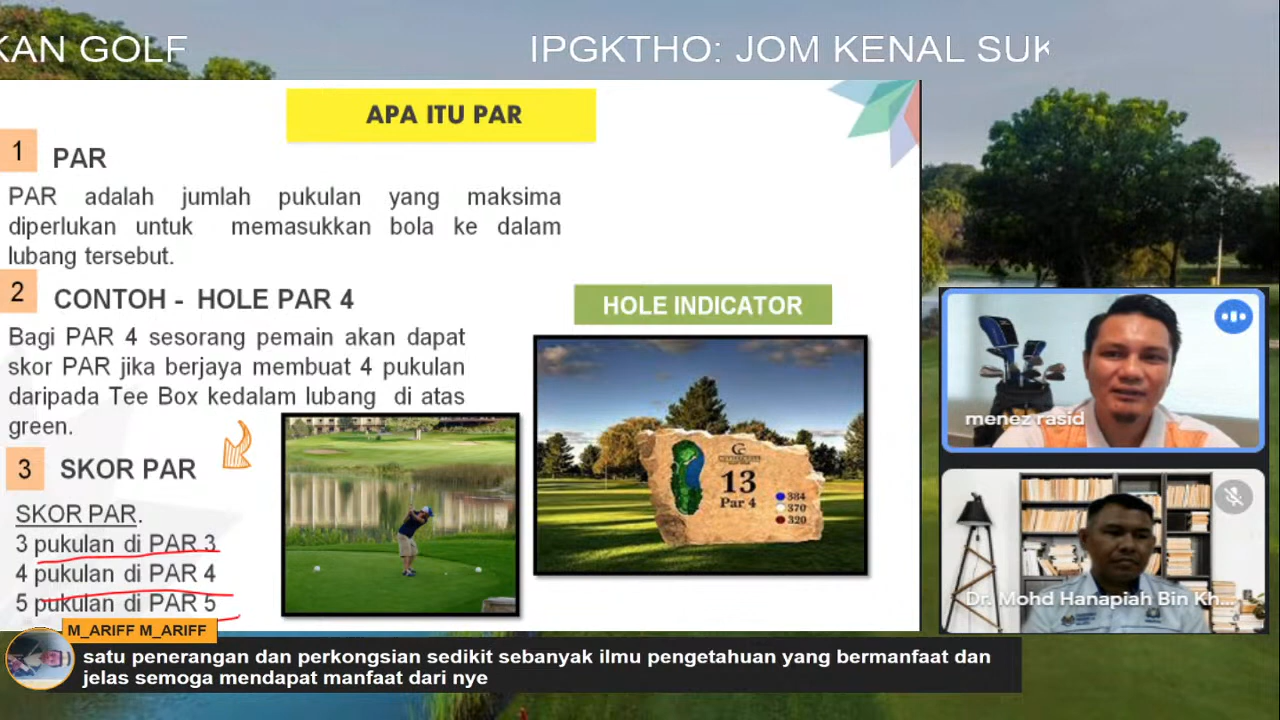 KAN GOLF
IPGKTHO: JOM KENAL SUK
APA ITU PAR
1 PAR
PAR adalah jumlah pukulan yang maksima
diperlukan untuk memasukkan bola ke dalam
lubang tersebut.
2 CONTOH - HOLE PAR 4
Bagi PAR 4 sesorang pemain akan dapat
skor PAR jika berjaya membuat 4 pukulan
daripada Tee Box kedalam lubang di atas
green.
3 SKOR PAR
SKOR PAR.
3 pukulan di PAR 3
4 pukulan di PAR 4
5 pukulan di PAR 5
HOLE INDICATOR
13
Par 4
384
370
320
menez rasid
Dr. Mohd Hanapiah Bin Kh...
M_ARIFF M_ARIFF
satu penerangan dan perkongsian sedikit sebanyak ilmu pengetahuan yang bermanfaat dan
jelas semoga mendapat manfaat dari nye